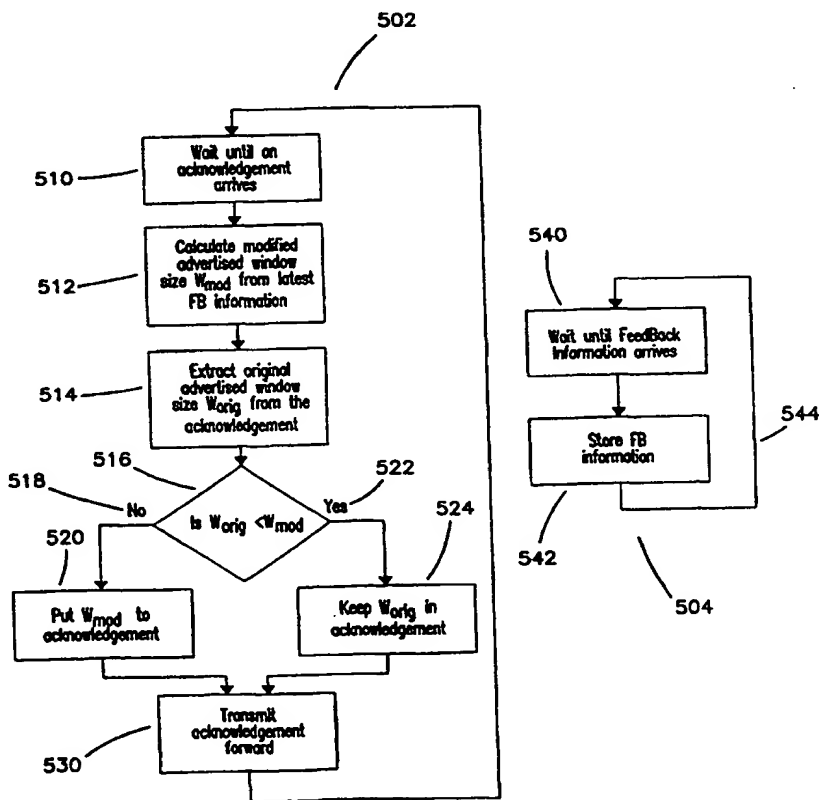 502
510
Wait until an
acknowledgement
arrives
512
Calculate modified
advertised window
size Wmod from latest
FB information
514
Extract original
advertised window
size Worig from the
acknowledgement
516
518
No
Is Worig <Wmod
Yes
522
520
Put Wmod to
acknowledgement
524
Keep Worig in
acknowledgement
530
Transmit
acknowledgement
forward
540
Wait until FeedBack
Information arrives
544
Store FB
information
542
504